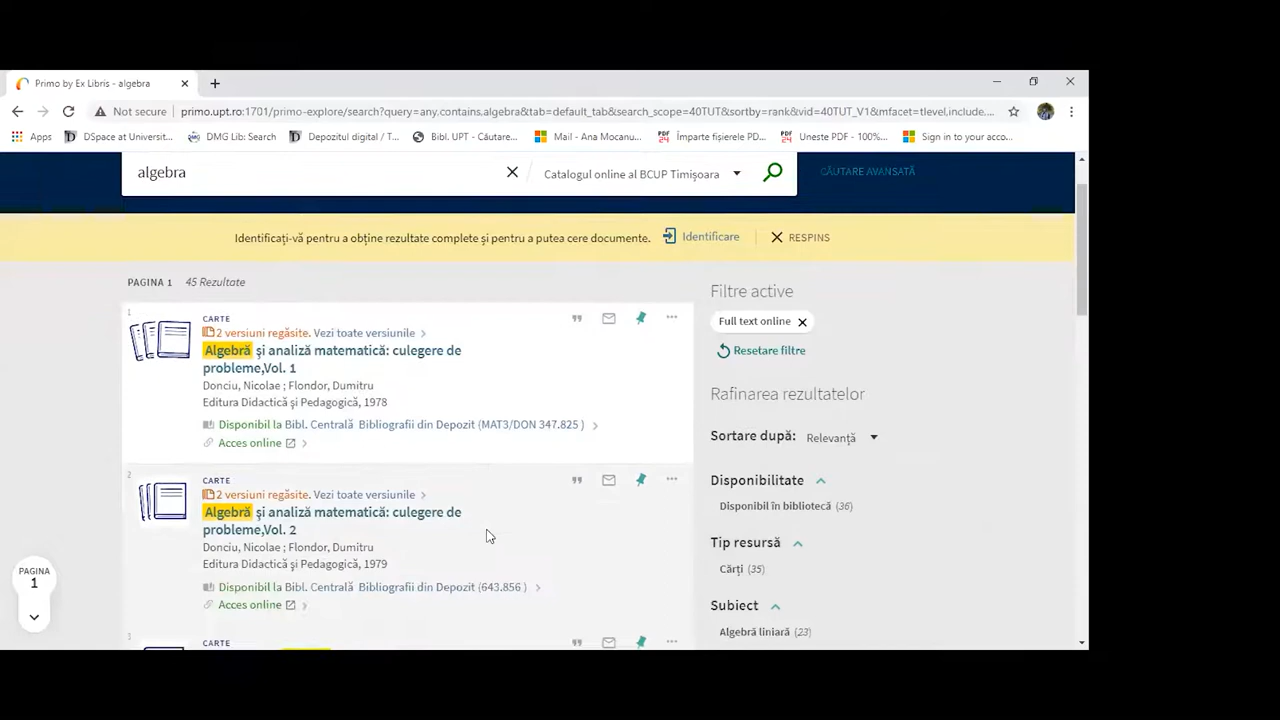 Primo by Ex Libris - algebra
Not secure primo.upt.ro:1701/primo-explore/search?query=any.contains.algebra&tab=default_tab&search_scope=40TUT&sortby=rank&vid=40TUT_V1&mfacet=tlevel,include....
Apps DSpace at Universit... DMG Lib: Search Depozitul digital / T... Bibl. UPT - Căutare... Mail - Ana Mocanu... Împarte fișierele PD... Uneste PDF - 100%... Sign in to your acco...
algebra Catalogul online al BCUP Timișoara CĂUTARE AVANSATĂ
Identificați-vă pentru a obține rezultate complete și pentru a putea cere documente. Identificare RESPINS
PAGINA 1 45 Rezultate
1
CARTE
2 versiuni regăsite. Vezi toate versiunile
Algebră și analiză matematică: culegere de
probleme,Vol. 1
Donciu, Nicolae ; Flondor, Dumitru
Editura Didactică și Pedagogică, 1978
Disponibil la Bibl. Centrală Bibliografii din Depozit (MAT3/DON 347.825 )
Acces online
2
CARTE
2 versiuni regăsite. Vezi toate versiunile
Algebră și analiză matematică: culegere de
probleme,Vol. 2
Donciu, Nicolae ; Flondor, Dumitru
Editura Didactică și Pedagogică, 1979
Disponibil la Bibl. Centrală Bibliografii din Depozit (643.856 )
Acces online
3
CARTE
PAGINA
1
Filtre active
Full text online
Resetare filtre
Rafinarea rezultatelor
Sortare după: Relevanță
Disponibilitate
Disponibil în bibliotecă (36)
Tip resursă
Cărți (35)
Subiect
Algebră liniară (23)